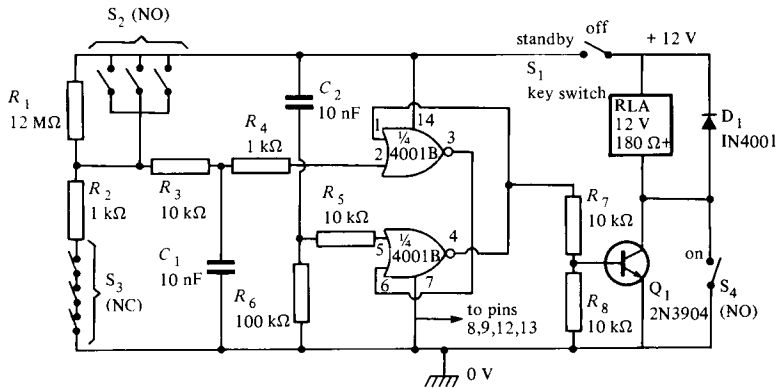 S2 (NO)
off
standby
+ 12 V
S1
key switch
R1
12 MΩ
C2
10 nF
1
14
RLA
12 V
180 Ω+
D1
IN4001
R4
1 kΩ
2
¼
4001B
3
R2
1 kΩ
R3
10 kΩ
R5
10 kΩ
5
¼
4001B
4
R7
10 kΩ
on
S3
(NC)
C1
10 nF
6
7
R6
100 kΩ
R8
10 kΩ
Q1
2N3904
S4
(NO)
to pins
8,9,12,13
0 V